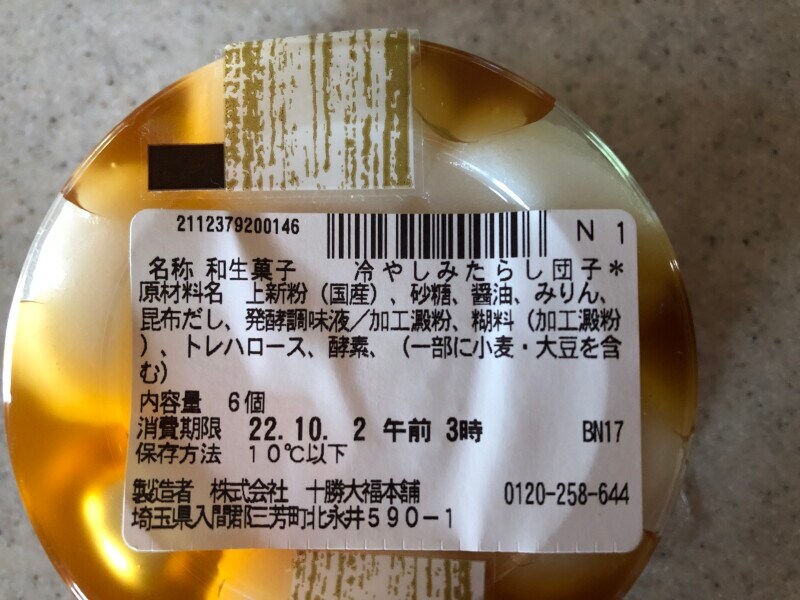 2112379200146 N 1
名称 和生菓子 冷やしみたらし団子*
原材料名 上新粉（国産）、砂糖、醤油、みりん、
昆布だし、発酵調味液／加工澱粉、糊料（加工澱粉
）、トレハロース、酵素、（一部に小麦・大豆を含
む）
内容量 6個
消費期限 22.10. 2 午前 3時 BN17
保存方法 10℃以下
製造者 株式会社 十勝大福本舗 0120-258-644
埼玉県入間郡三芳町北永井590-1